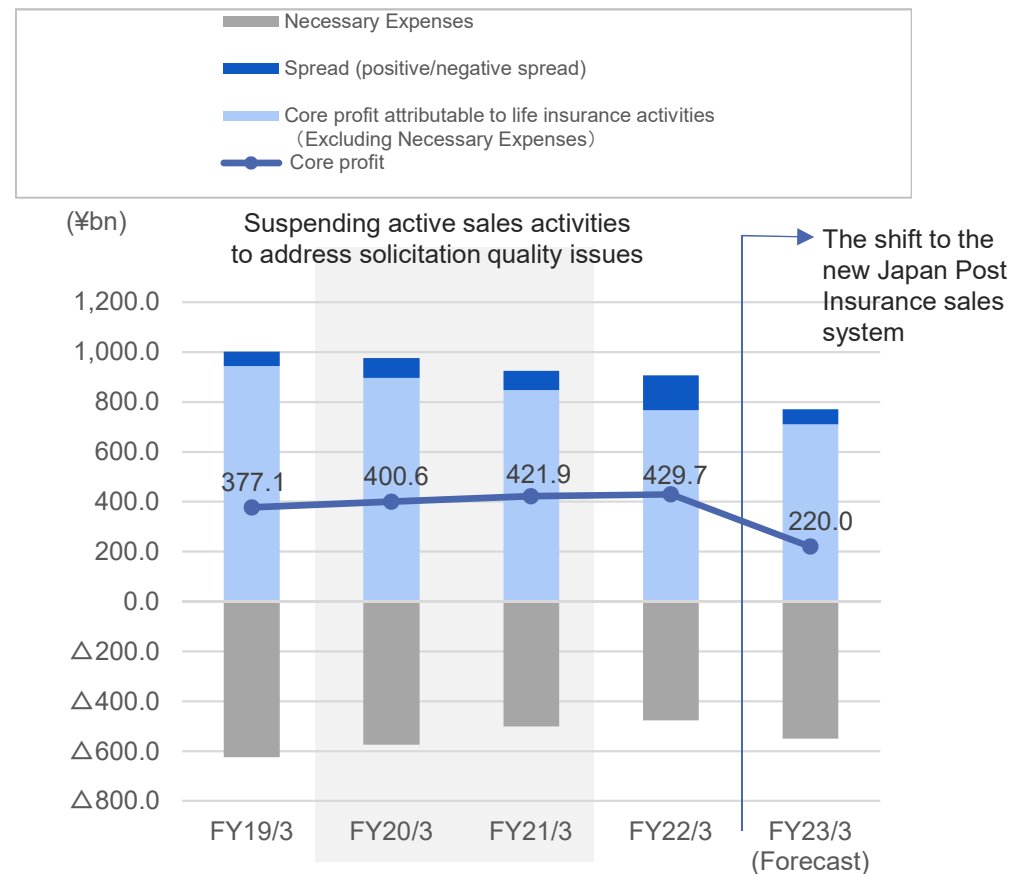 Necessary Expenses
Spread (positive/negative spread)
Core profit attributable to life insurance activities
（Excluding Necessary Expenses）
Core profit
(¥bn)
Suspending active sales activities
to address solicitation quality issues
The shift to the
new Japan Post
Insurance sales
system
1,200.0
1,000.0
800.0
600.0
400.0
200.0
0.0
△200.0
△400.0
△600.0
△800.0
377.1
400.6
421.9
429.7
220.0
FY19/3
FY20/3
FY21/3
FY22/3
FY23/3
(Forecast)